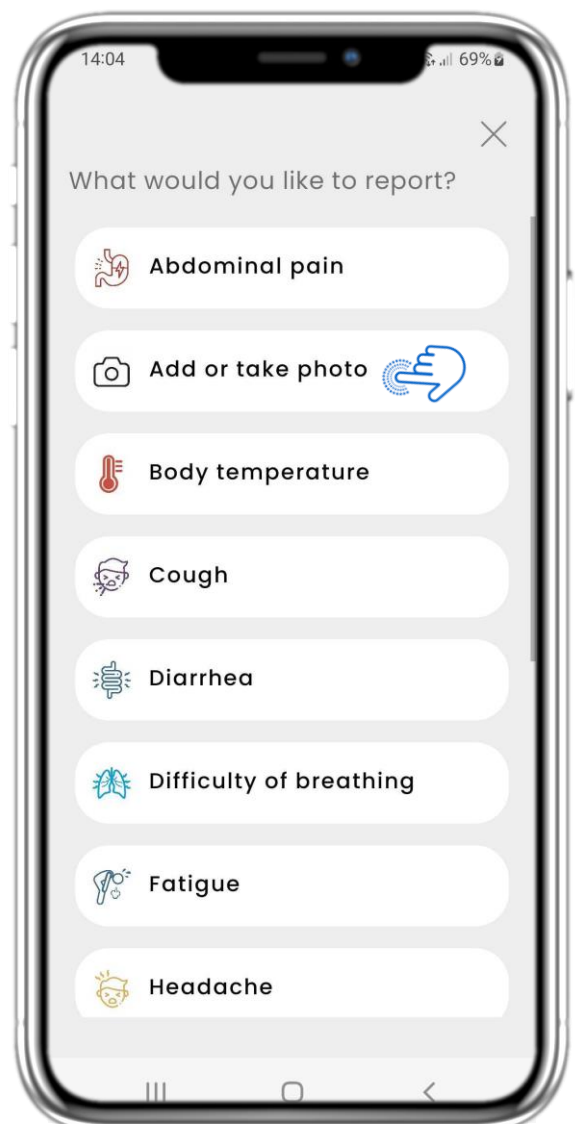 14:04
69%
What would you like to report?
Abdominal pain
Add or take photo
Body temperature
Cough
Diarrhea
Difficulty of breathing
Fatigue
Headache